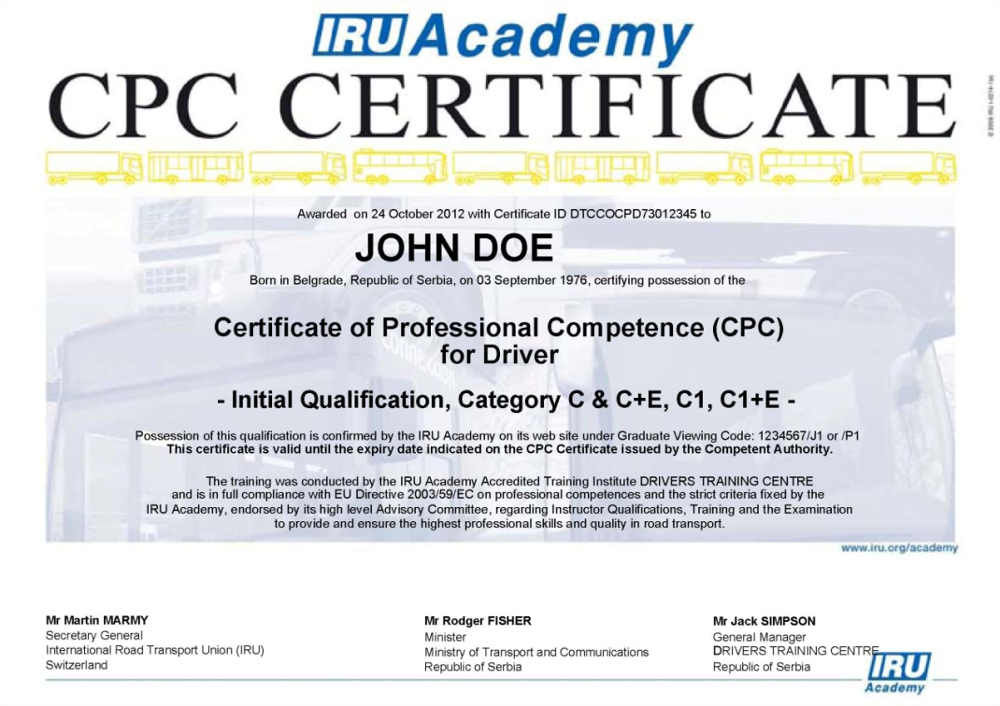 IRU Academy
CPC CERTIFICATE
Awarded on 24 October 2012 with Certificate ID DTCCOCPD73012345 to
JOHN DOE
Born in Belgrade, Republic of Serbia, on 03 September 1976, certifying possession of the
Certificate of Professional Competence (CPC)
for Driver
- Initial Qualification, Category C & C+E, C1, C1+E -
Possession of this qualification is confirmed by the IRU Academy on its web site under Graduate Viewing Code: 1234567/J1 or /P1
This certificate is valid until the expiry date indicated on the CPC Certificate issued by the Competent Authority.
The training was conducted by the IRU Academy Accredited Training Institute DRIVERS TRAINING CENTRE
and is in full compliance with EU Directive 2003/59/EC on professional competences and the strict criteria fixed by the
IRU Academy, endorsed by its high level Advisory Committee, regarding Instructor Qualifications, Training and the Examination
to provide and ensure the highest professional skills and quality in road transport.
www.iru.org/academy
Mr Martin MARMY
Secretary General
International Road Transport Union (IRU)
Switzerland
Mr Rodger FISHER
Minister
Ministry of Transport and Communications
Republic of Serbia
Mr Jack SIMPSON
General Manager
DRIVERS TRAINING CENTRE
Republic of Serbia
IRU
Academy